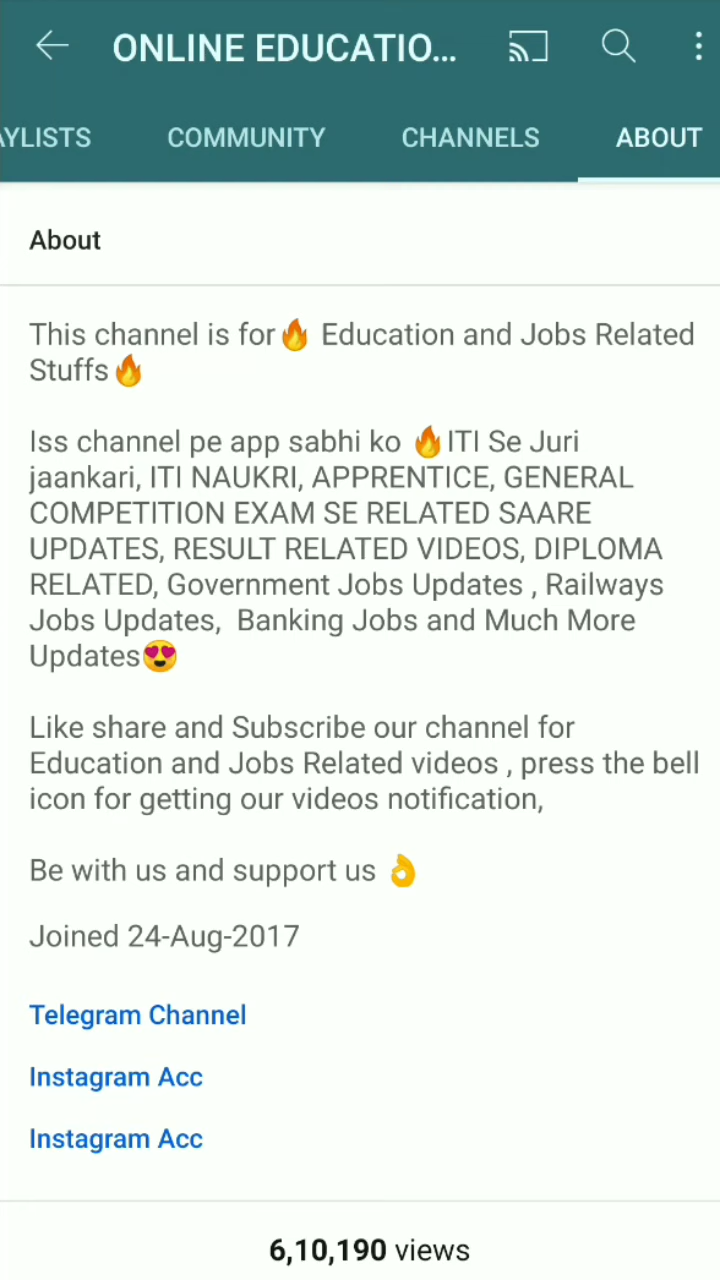 ONLINE EDUCATIO...
AYLISTS COMMUNITY CHANNELS ABOUT
About
This channel is for🔥 Education and Jobs Related
Stuffs🔥
Iss channel pe app sabhi ko 🔥ITI Se Juri
jaankari, ITI NAUKRI, APPRENTICE, GENERAL
COMPETITION EXAM SE RELATED SAARE
UPDATES, RESULT RELATED VIDEOS, DIPLOMA
RELATED, Government Jobs Updates , Railways
Jobs Updates,  Banking Jobs and Much More
Updates😍
Like share and Subscribe our channel for
Education and Jobs Related videos , press the bell
icon for getting our videos notification,
Be with us and support us 👌
Joined 24-Aug-2017
Telegram Channel
Instagram Acc
Instagram Acc
6,10,190 views